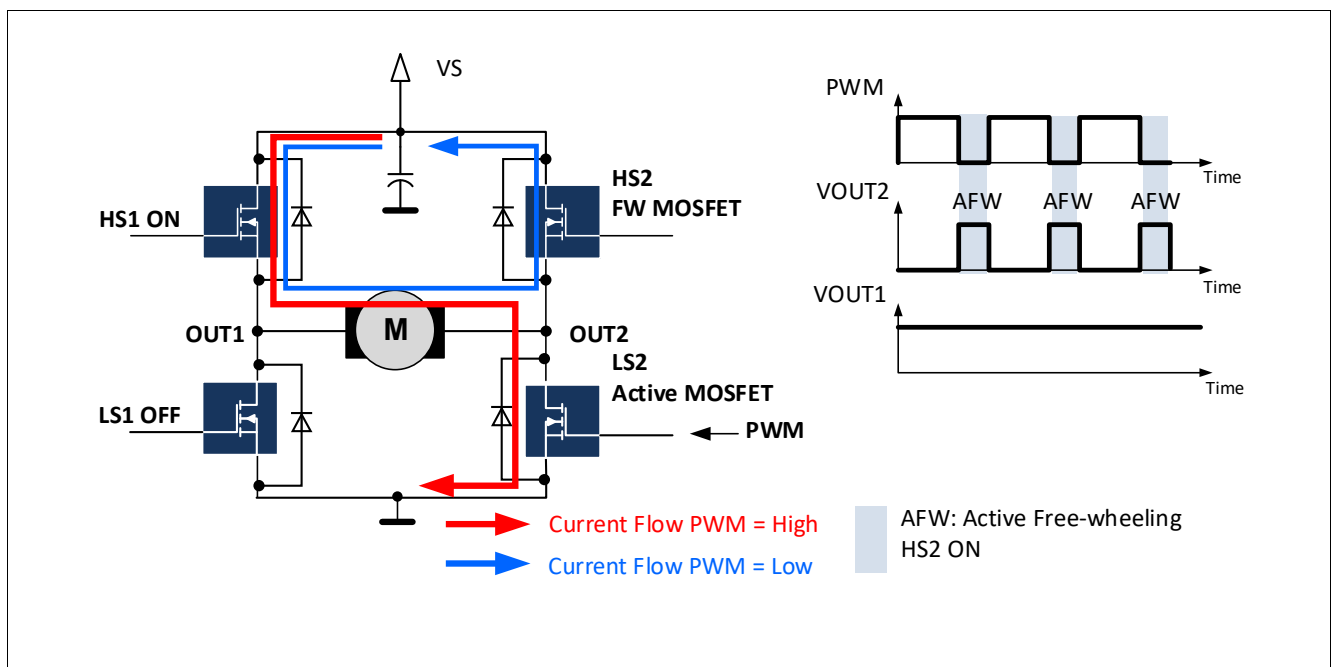 VS
HS1 ON
HS2
FW MOSFET
OUT1
M
OUT2
LS2
Active MOSFET
LS1 OFF
PWM
Current Flow PWM = High
Current Flow PWM = Low
PWM
Time
VOUT2
AFW
AFW
AFW
Time
VOUT1
Time
AFW: Active Free-wheeling
HS2 ON